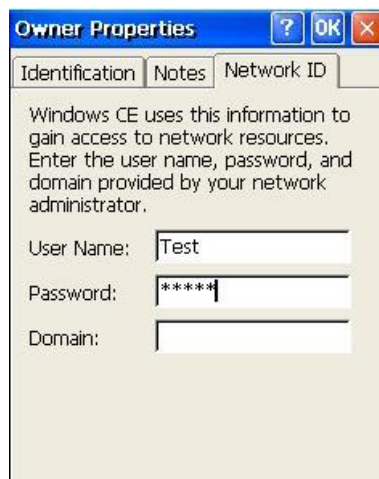 Owner Properties ? OK ×
Identification Notes Network ID
Windows CE uses this information to
gain access to network resources.
Enter the user name, password, and
domain provided by your network
administrator.
User Name: Test
Password: *****
Domain: